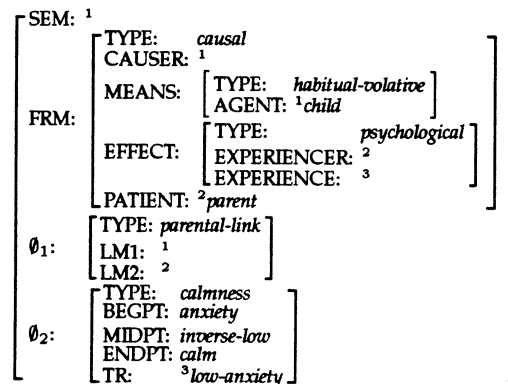 SEM: ¹
TYPE: causal
CAUSER: ¹
MEANS: TYPE: habitual-volative
AGENT: ¹child
FRM:
EFFECT: TYPE: psychological
EXPERIENCER: ²
EXPERIENCE: ³
PATIENT: ²parent
TYPE: parental-link
∅₁: LM1: ¹
LM2: ²
TYPE: calmness
BEGPT: anxiety
∅₂: MIDPT: inverse-low
ENDPT: calm
TR: ³low-anxiety